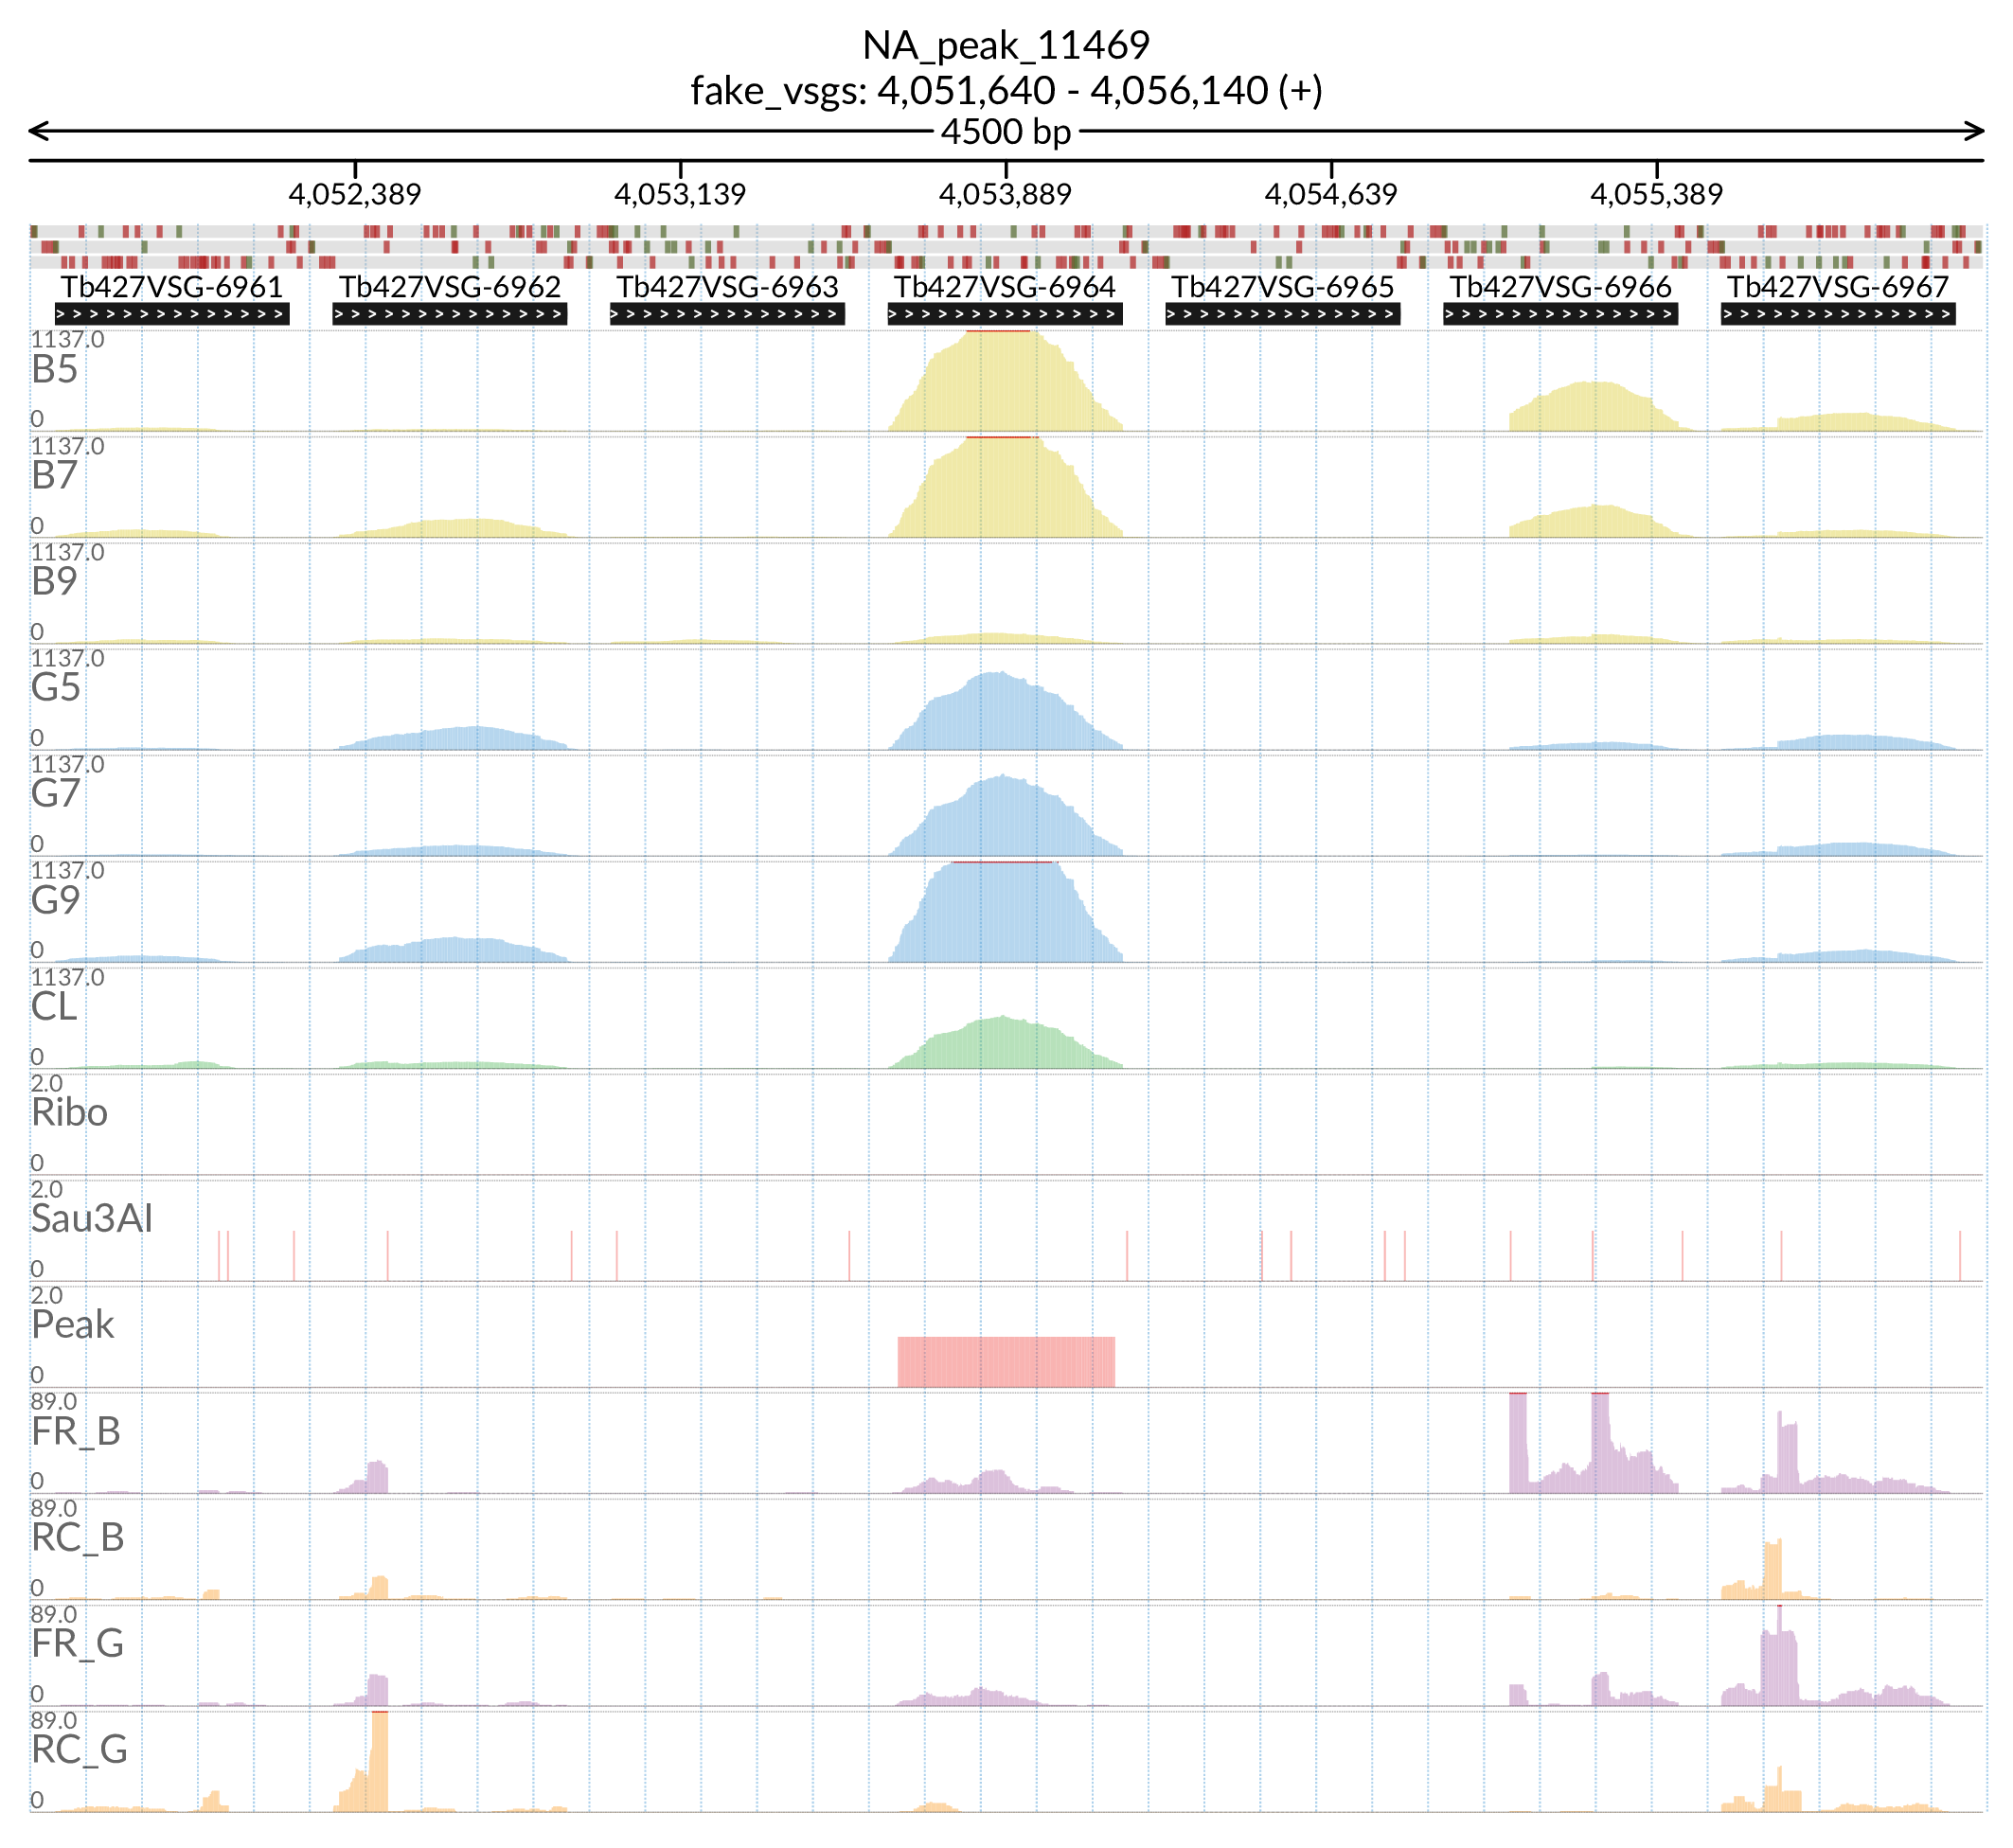 NA_peak_11469
fake_vsgs: 4,051,640 - 4,056,140 (+)
4500 bp
4,052,389 4,053,139 4,053,889 4,054,639 4,055,389
Tb427VSG-6961 Tb427VSG-6962 Tb427VSG-6963 Tb427VSG-6964 Tb427VSG-6965 Tb427VSG-6966 Tb427VSG-6967
1137.0
B5
0
1137.0
B7
0
1137.0
B9
0
1137.0
G5
0
1137.0
G7
0
1137.0
G9
0
1137.0
CL
0
2.0
Ribo
0
2.0
Sau3AI
0
2.0
Peak
0
89.0
FR_B
0
89.0
RC_B
0
89.0
FR_G
0
89.0
RC_G
0